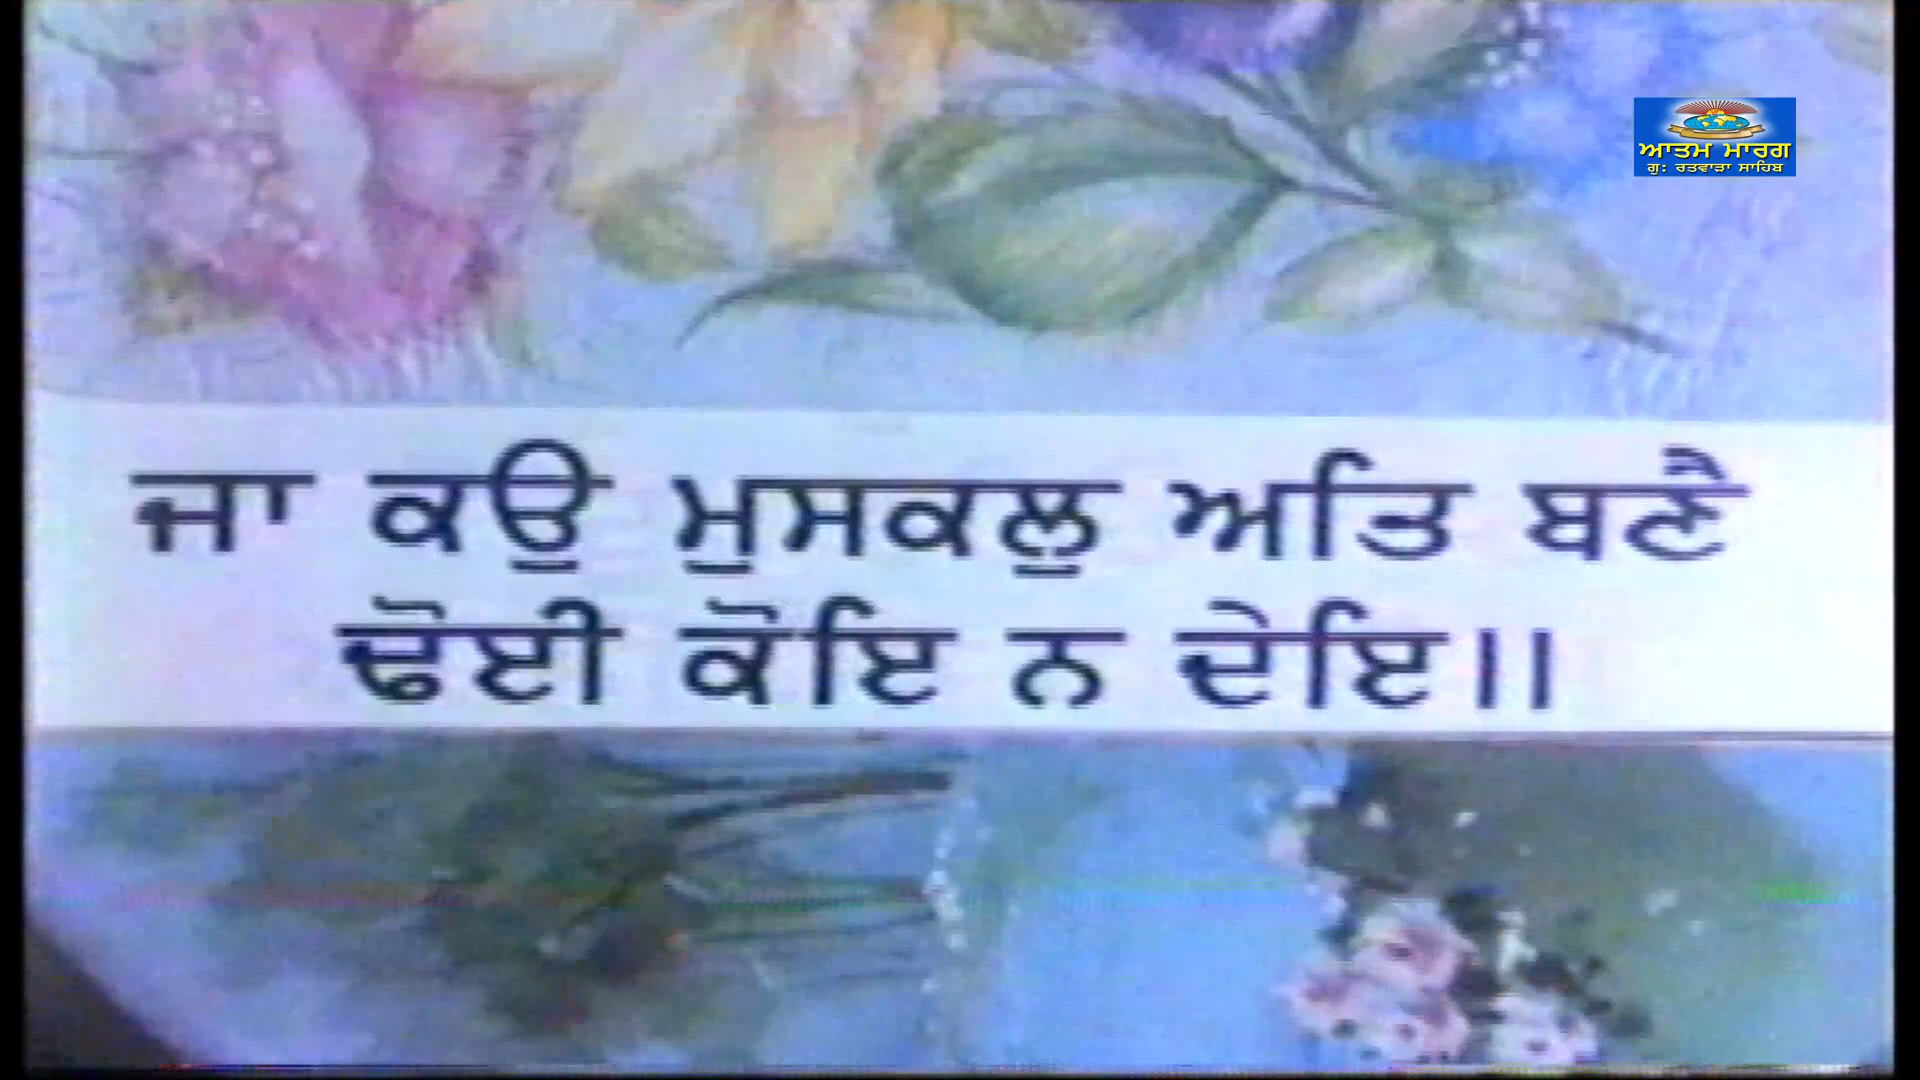 ਆਤਮ ਮਾਰਗ
ਗੁ: ਰਤਵਾੜਾ ਸਾਹਿਬ
ਜਾ ਕਉ ਮੁਸਕਲੁ ਅਤਿ ਬਣੈ
ਢੋਈ ਕੋਇ ਨ ਦੇਇ॥